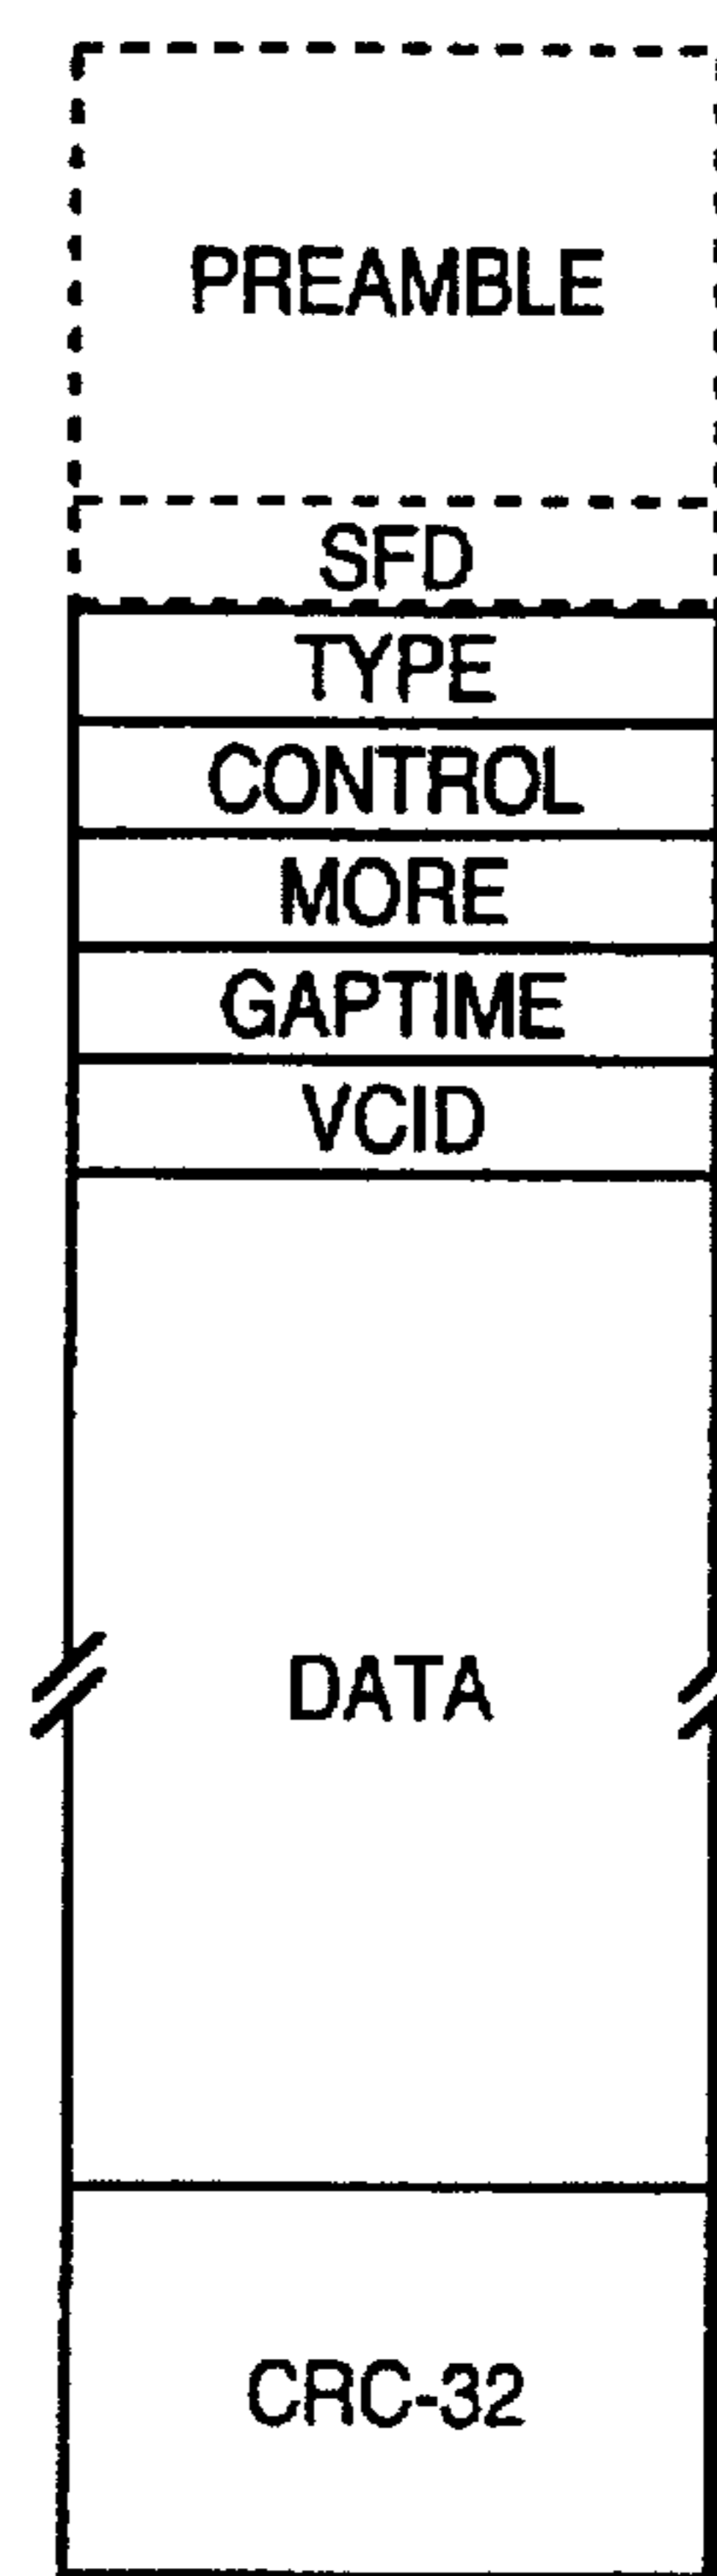 PREAMBLE
SFD
TYPE
CONTROL
MORE
GAPTIME
VCID
DATA
CRC-32